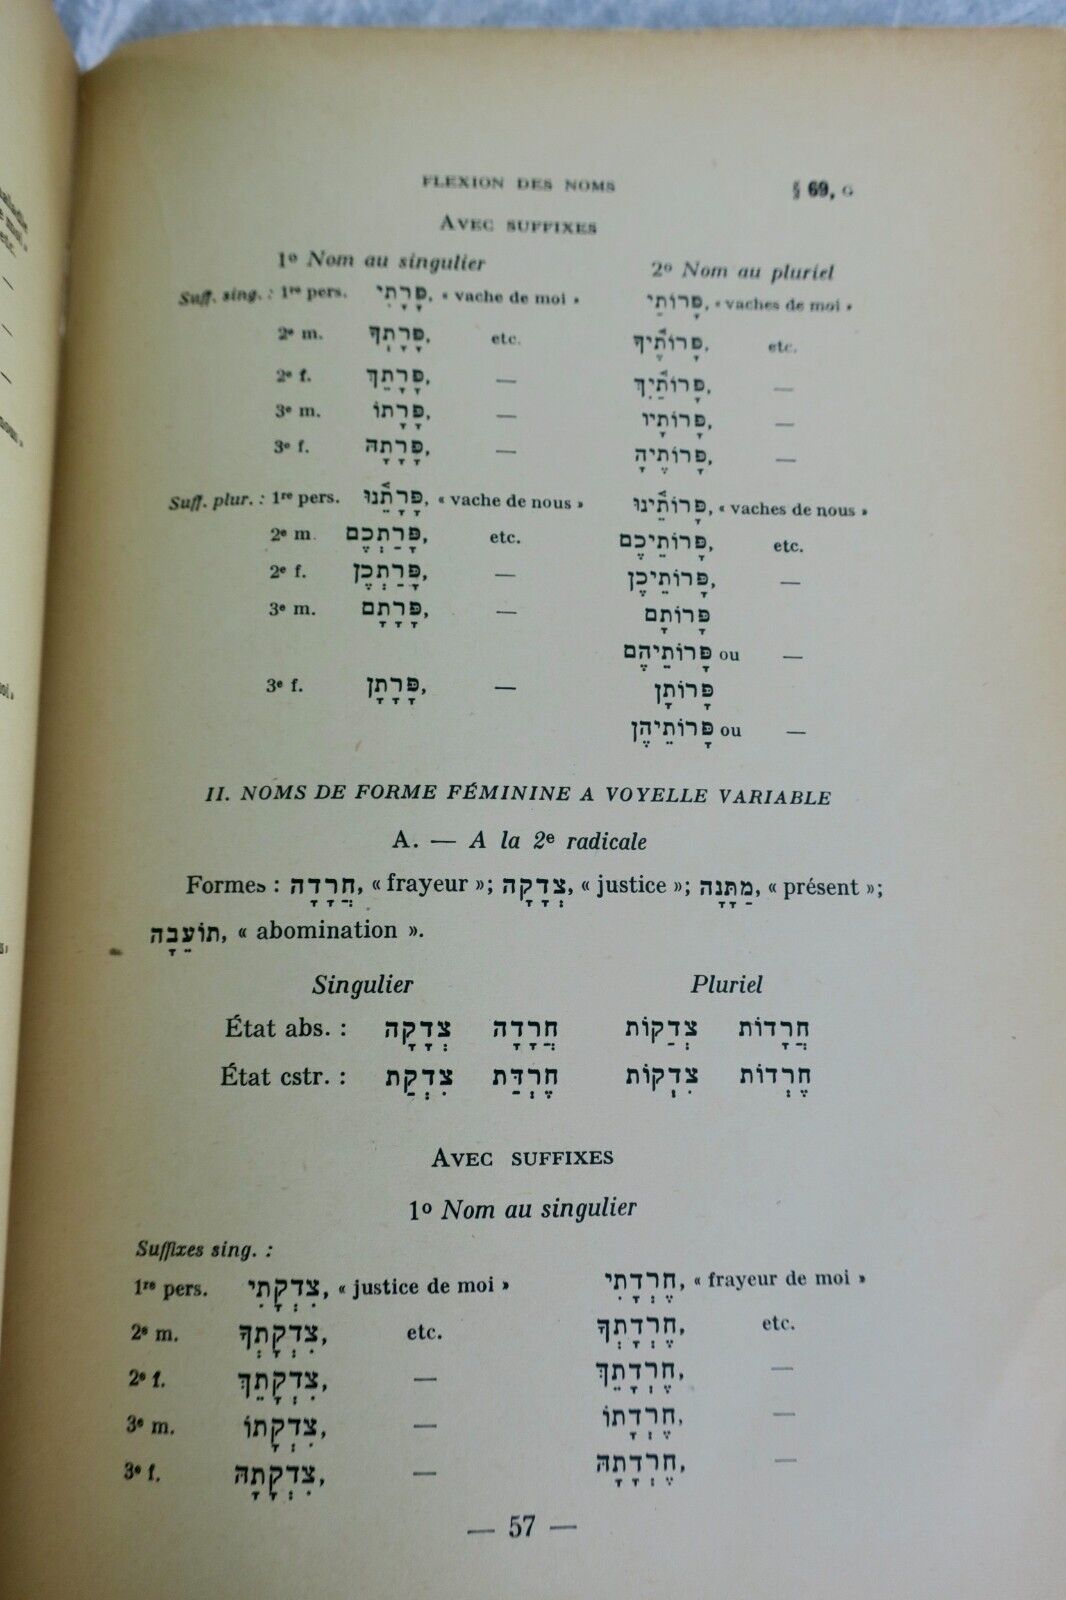 FLEXION DES NOMS § 69, G
AVEC SUFFIXES
1º Nom au singulier 2º Nom au pluriel
Suff. sing. : 1re pers. פָּרָתִי, « vache de moi » פָּרוֹתַי, « vaches de moi »
2e m. פָּרָתְךָ, etc. פָּרוֹתֶ֫יךָ, etc.
2e f. פָּרָתֵךְ, — פָּרוֹתַ֫יִךְ, —
3e m. פָּרָתוֹ, — פָּרוֹתָיו, —
3e f. פָּרָתָהּ, — פָּרוֹתֶיהָ, —
Suff. plur. : 1re pers. פָּרָתֵ֫נוּ, « vache de nous » פָּרוֹתֵ֫ינוּ, « vaches de nous »
2e m. פָּרַתְכֶם, etc. פָּרוֹתֵיכֶם, etc.
2e f. פָּרַתְכֶן, — פָּרוֹתֵיכֶן, —
3e m. פָּרָתָם, — פָּרוֹתָם
פָּרוֹתֵיהֶם ou —
3e f. פָּרָתָן, — פָּרוֹתָן
פָּרוֹתֵיהֶן ou —
II. NOMS DE FORME FÉMININE A VOYELLE VARIABLE
A. — A la 2e radicale
Formes : חֲרָדָה, « frayeur »; צְדָקָה, « justice »; מַתָּנָה, « présent »;
תוֹעֵבָה, « abomination ».
Singulier Pluriel
État abs. : צְדָקָה חֲרָדָה צְדַקוֹת חֲרָדוֹת
État cstr. : צִדְקַת חֶרְדַּת צִדְקוֹת חֶרְדוֹת
AVEC SUFFIXES
1º Nom au singulier
Suffixes sing. :
1re pers. צִדְקָתִי, « justice de moi » חֶרְדָתִי, « frayeur de moi »
2e m. צִדְקָתְךָ, etc. חֶרְדָתְךָ, etc.
2e f. צִדְקָתֵךְ, — חֶרְדָתֵךְ, —
3e m. צִדְקָתוֹ, — חֶרְדָתוֹ, —
3e f. צִדְקָתָהּ, — חֶרְדָתָהּ, —
— 57 —